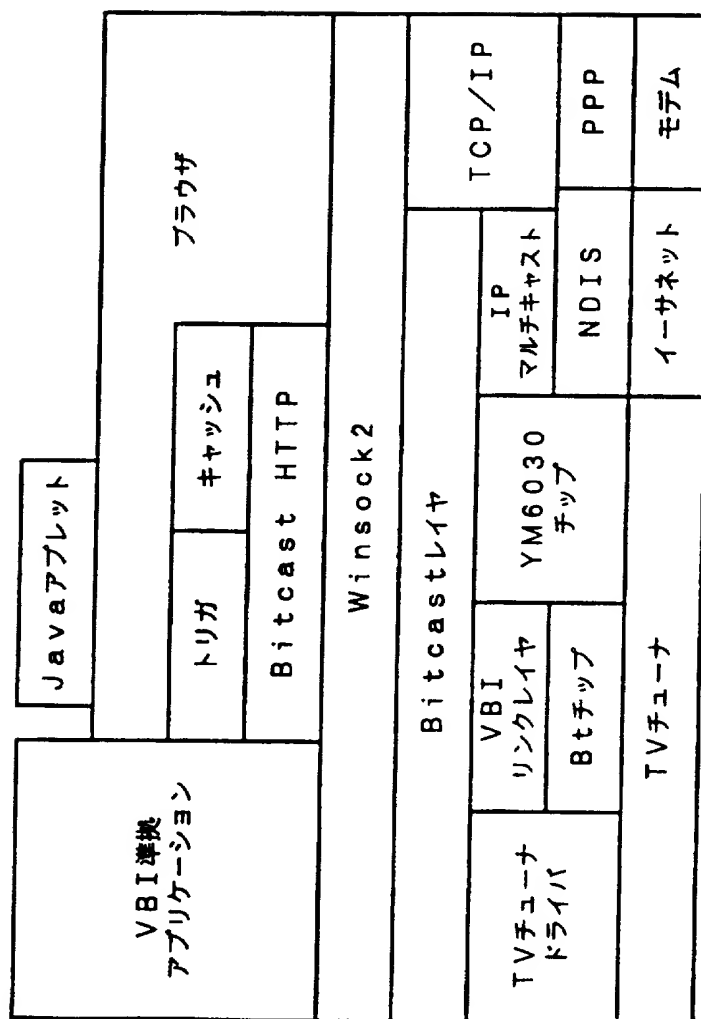 Javaアプレット
VBI準拠
アプリケーション
ブラウザ
トリガ
キャッシュ
Bitcast HTTP
Winsock2
Bitcastレイヤ
TCP/IP
TVチューナ
ドライバ
VBI
リンクレイヤ
Btチップ
YM6030
チップ
IP
マルチキャスト
NDIS
PPP
TVチューナ
イーサネット
モデム